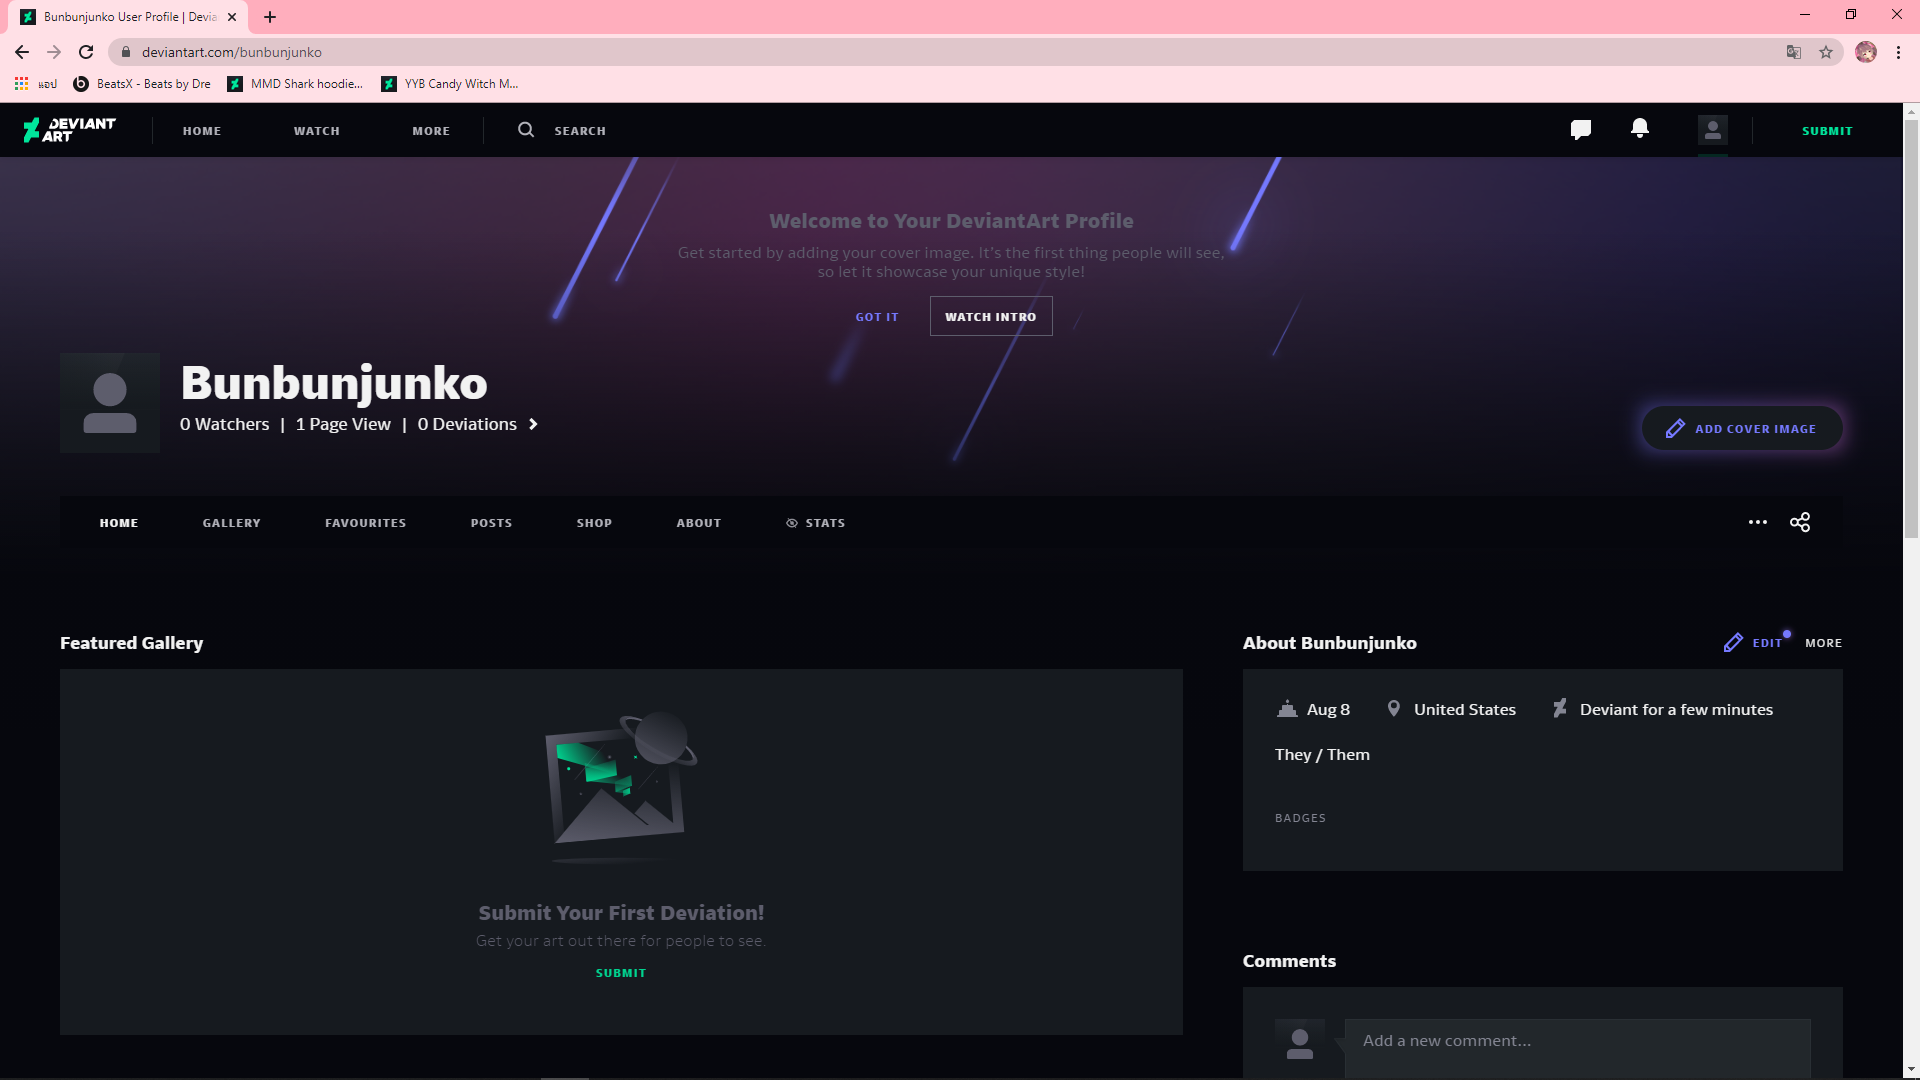 Bunbunjunko User Profile | Devia
deviantart.com/bunbunjunko
แอป
BeatsX - Beats by Dre
MMD Shark hoodie...
YYB Candy Witch M...
DEVIANT ART
HOME
WATCH
MORE
SEARCH
SUBMIT
Welcome to Your DeviantArt Profile
Get started by adding your cover image. It's the first thing people will see,
so let it showcase your unique style!
GOT IT
WATCH INTRO
Bunbunjunko
0 Watchers | 1 Page View | 0 Deviations
ADD COVER IMAGE
HOME
GALLERY
FAVOURITES
POSTS
SHOP
ABOUT
STATS
Featured Gallery
Submit Your First Deviation!
Get your art out there for people to see.
SUBMIT
About Bunbunjunko
EDIT
MORE
Aug 8
United States
Deviant for a few minutes
They / Them
BADGES
Comments
Add a new comment...